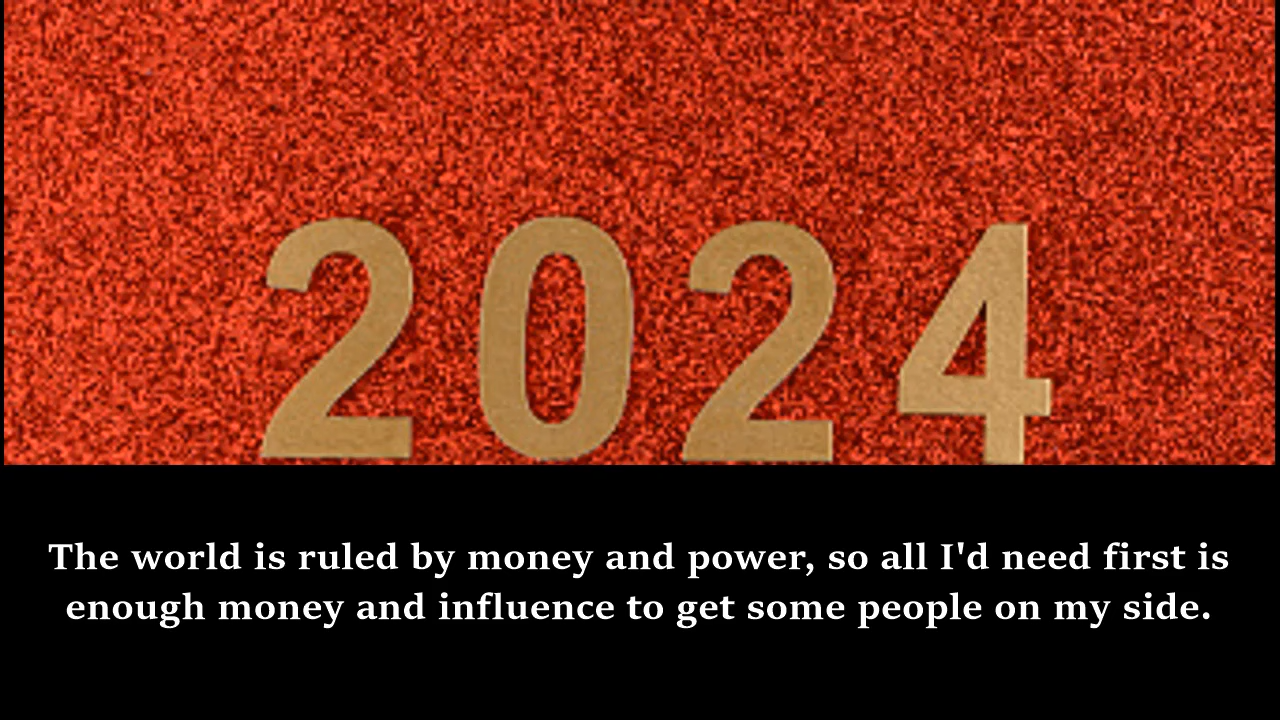 2024
The world is ruled by money and power, so all I'd need first is
enough money and influence to get some people on my side.